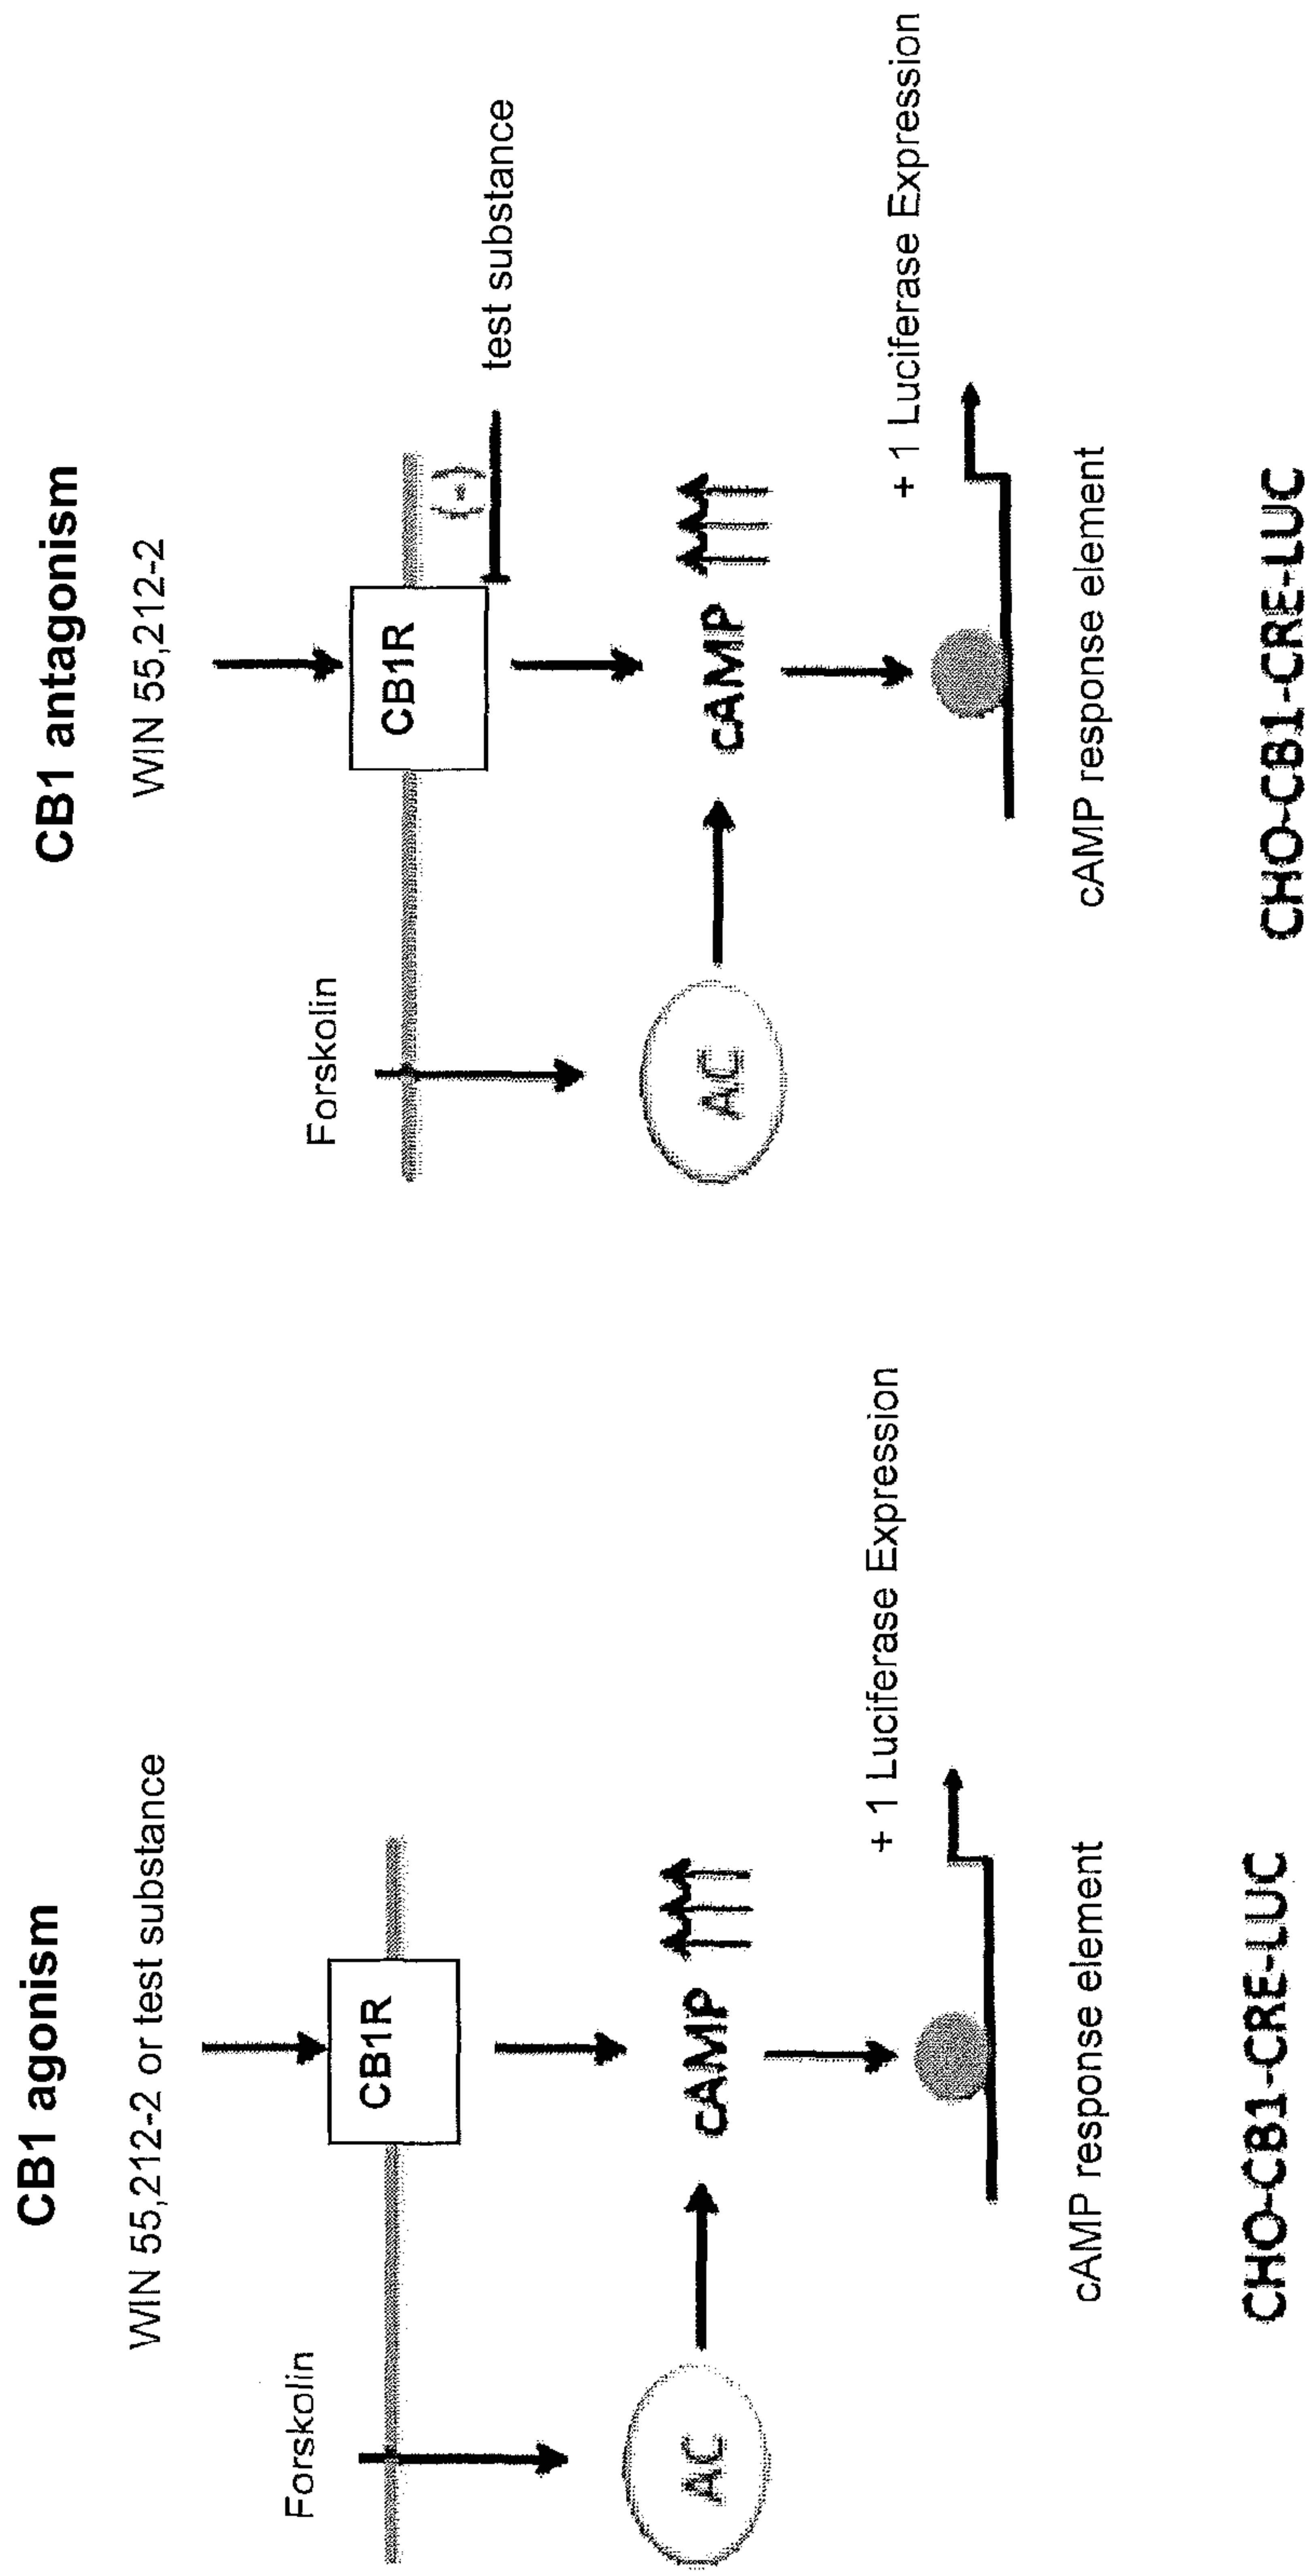 CB1 agonism
WIN 55,212-2 or test substance
Forskolin
CB1R
AC
cAMP
+ 1 Luciferase Expression
cAMP response element
CHO-CB1-CRE-LUC
CB1 antagonism
WIN 55,212-2
Forskolin
CB1R
(-)
test substance
AC
cAMP
+ 1 Luciferase Expression
cAMP response element
CHO-CB1-CRE-LUC